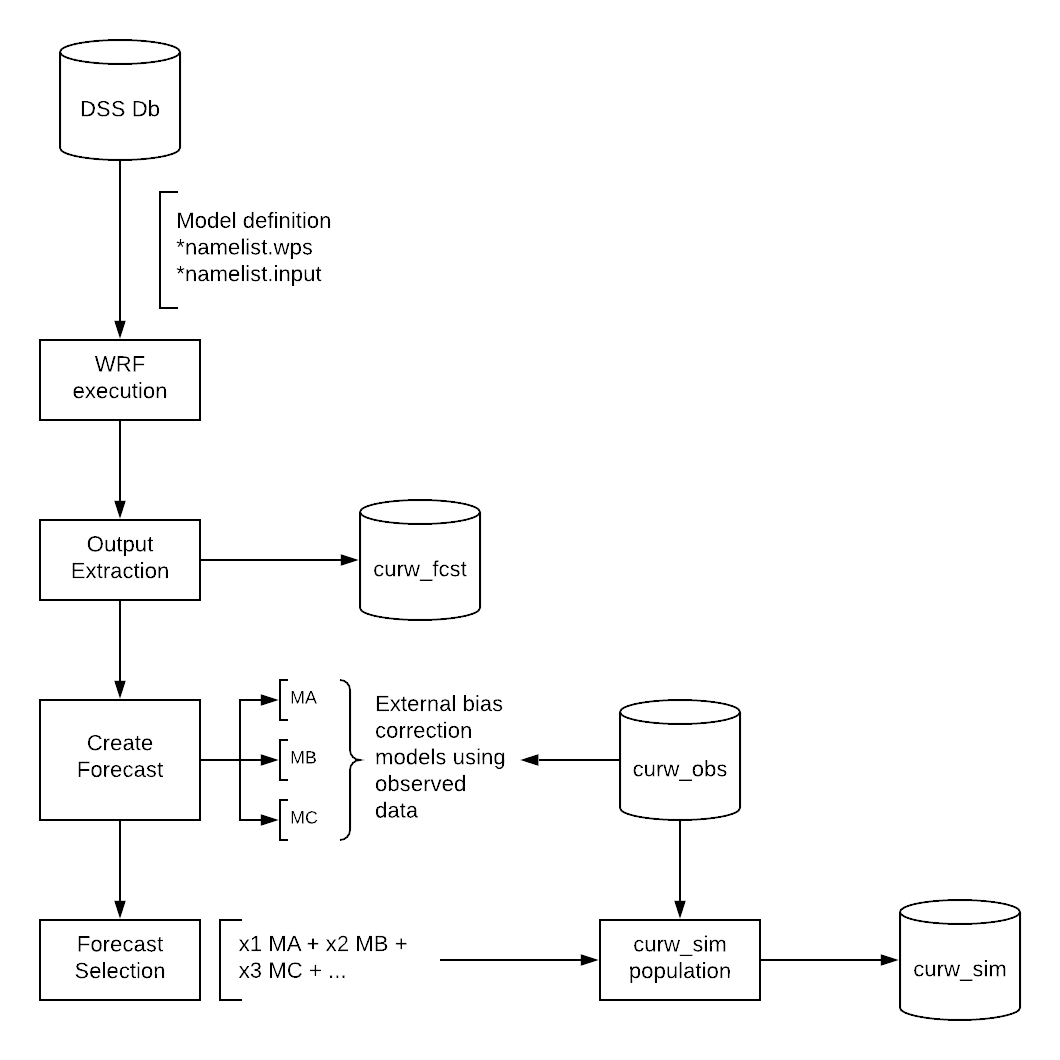 DSS Db
Model definition
*namelist.wps
*namelist.input
WRF
execution
Output
Extraction
curw_fcst
Create
Forecast
MA
MB
MC
External bias
correction
models using
observed
data
curw_obs
Forecast
Selection
x1 MA + x2 MB +
x3 MC + ...
curw_sim
population
curw_sim